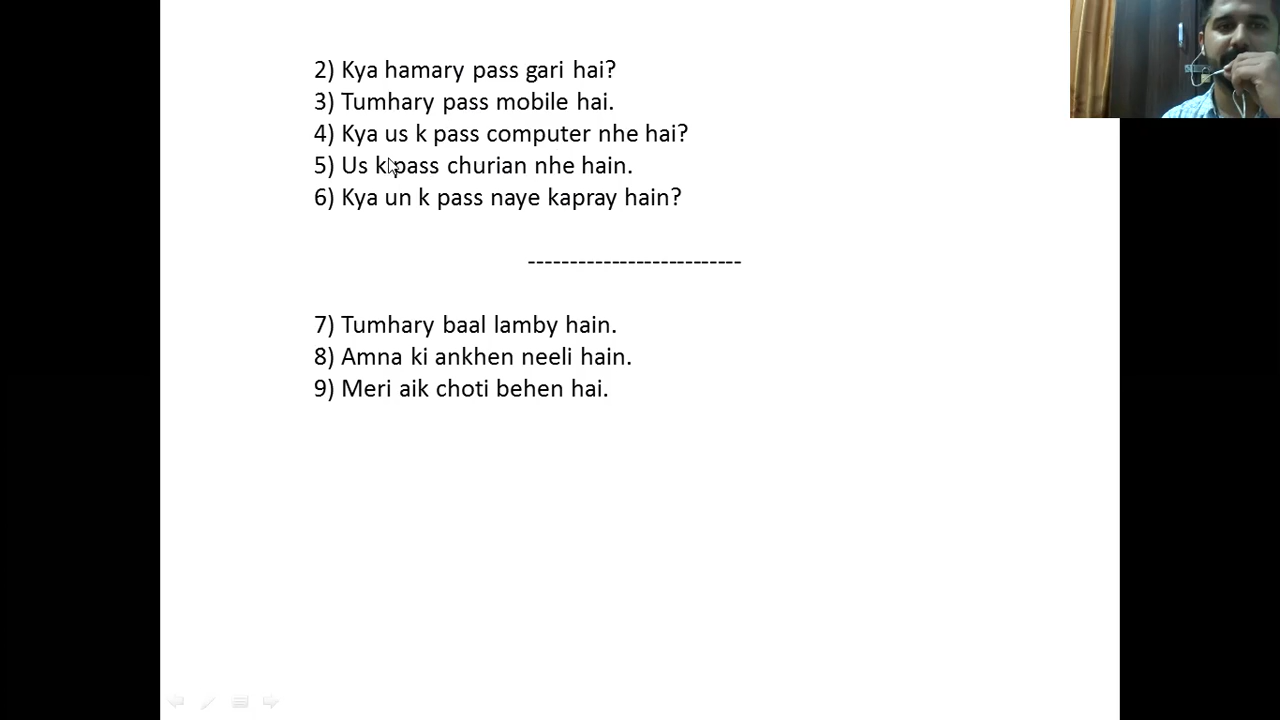 2) Kya hamary pass gari hai?
3) Tumhary pass mobile hai.
4) Kya us k pass computer nhe hai?
5) Us k pass churian nhe hain.
6) Kya un k pass naye kapray hain?
--------------------------
7) Tumhary baal lamby hain.
8) Amna ki ankhen neeli hain.
9) Meri aik choti behen hai.